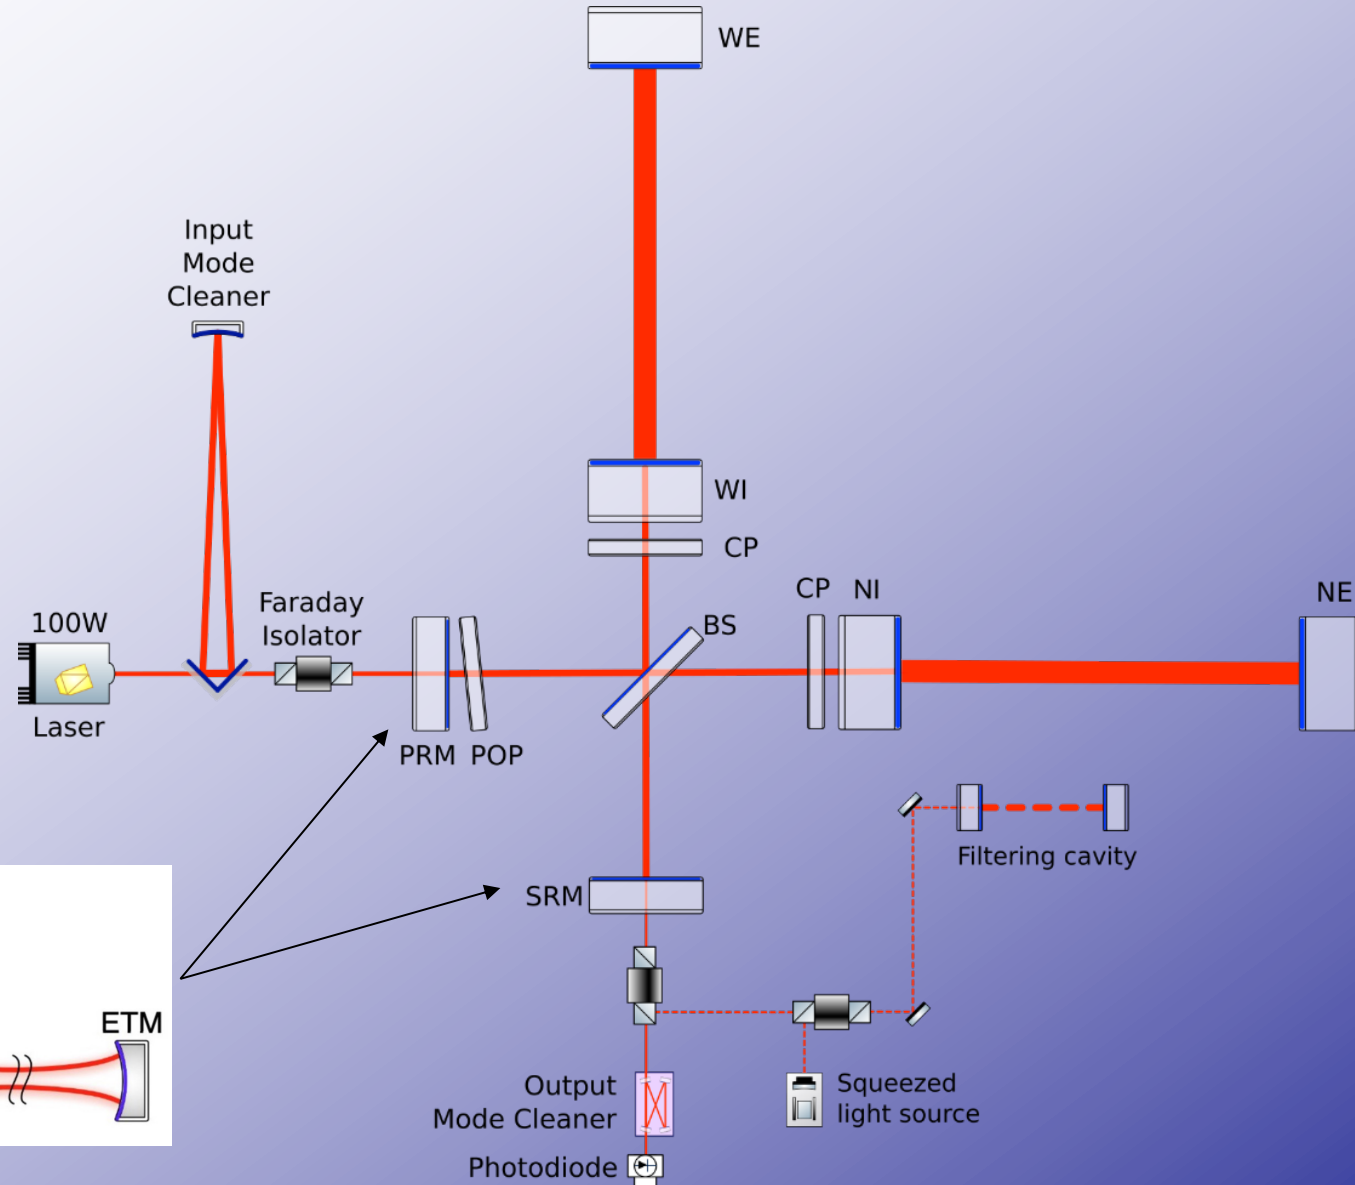 WE
Input
Mode
Cleaner
WI
CP
100W
Laser
Faraday
Isolator
PRM
POP
BS
CP
NI
NE
Filtering cavity
SRM
ETM
Output
Mode Cleaner
Squeezed
light source
Photodiode